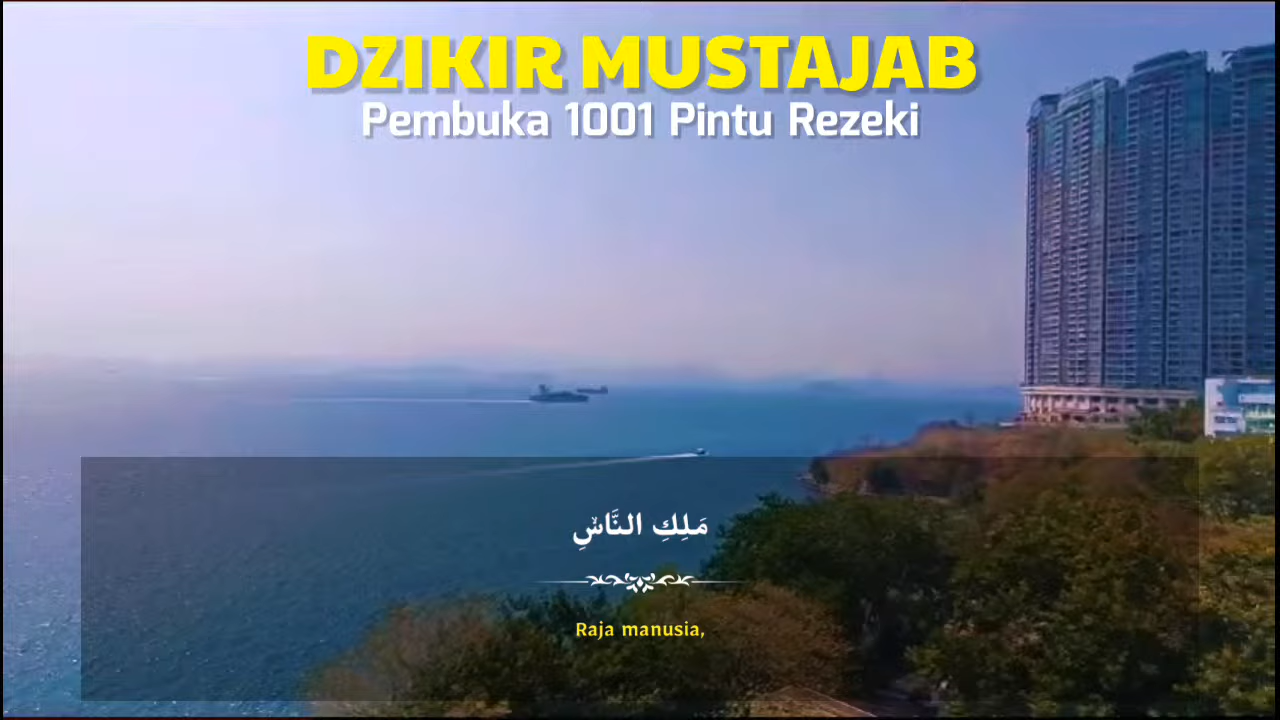 DZIKIR MUSTAJAB
Pembuka 1001 Pintu Rezeki
مَلِكِ النَّاسِۙ
Raja manusia,